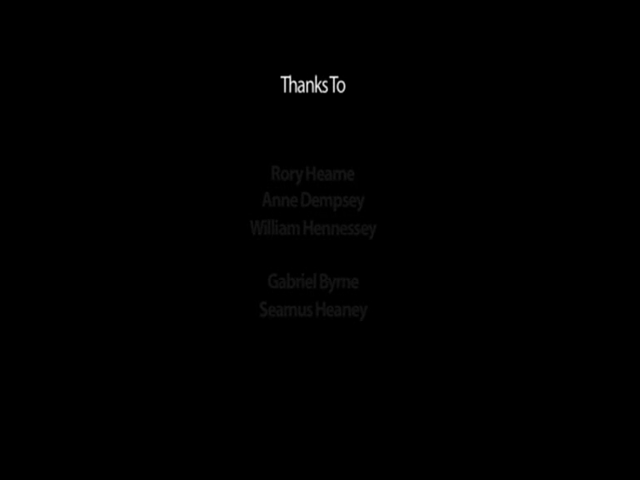 Thanks To
Rory Hearne
Anne Dempsey
William Hennessey
Gabriel Byrne
Seamus Heaney